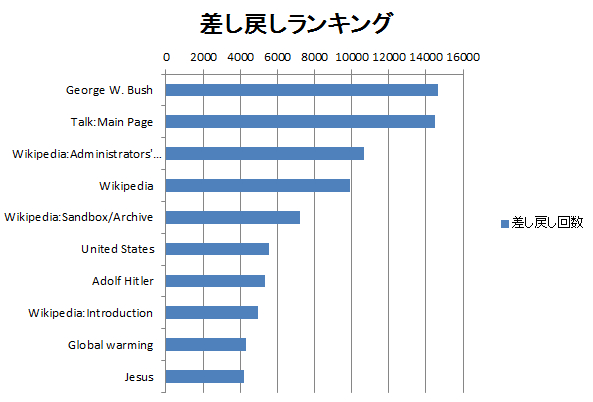 差し戻しランキング
0 2000 4000 6000 8000 10000 12000 14000 16000
George W. Bush
Talk:Main Page
Wikipedia:Administrators'...
Wikipedia
Wikipedia:Sandbox/Archive
United States
Adolf Hitler
Wikipedia:Introduction
Global warming
Jesus
差し戻し回数